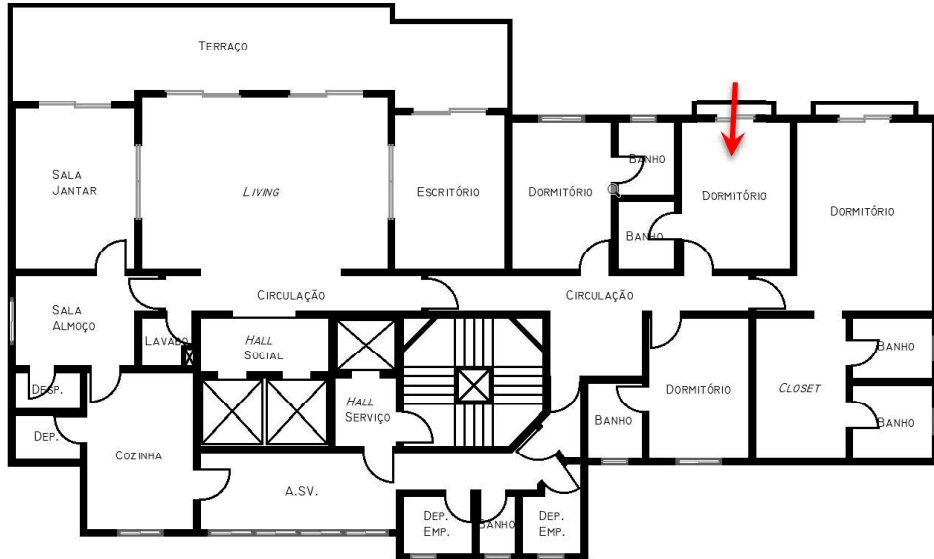 TERRAÇO
SALA
JANTAR
LIVING
ESCRITÓRIO
DORMITÓRIO
BANHO
BANHO
DORMITÓRIO
DORMITÓRIO
SALA
ALMOÇO
CIRCULAÇÃO
CIRCULAÇÃO
LAVABO
HALL
SOCIAL
DESP.
DEP.
COZINHA
HALL
SERVIÇO
A.SV.
BANHO
DORMITÓRIO
CLOSET
BANHO
BANHO
DEP.
EMP.
BANHO
DEP.
EMP.